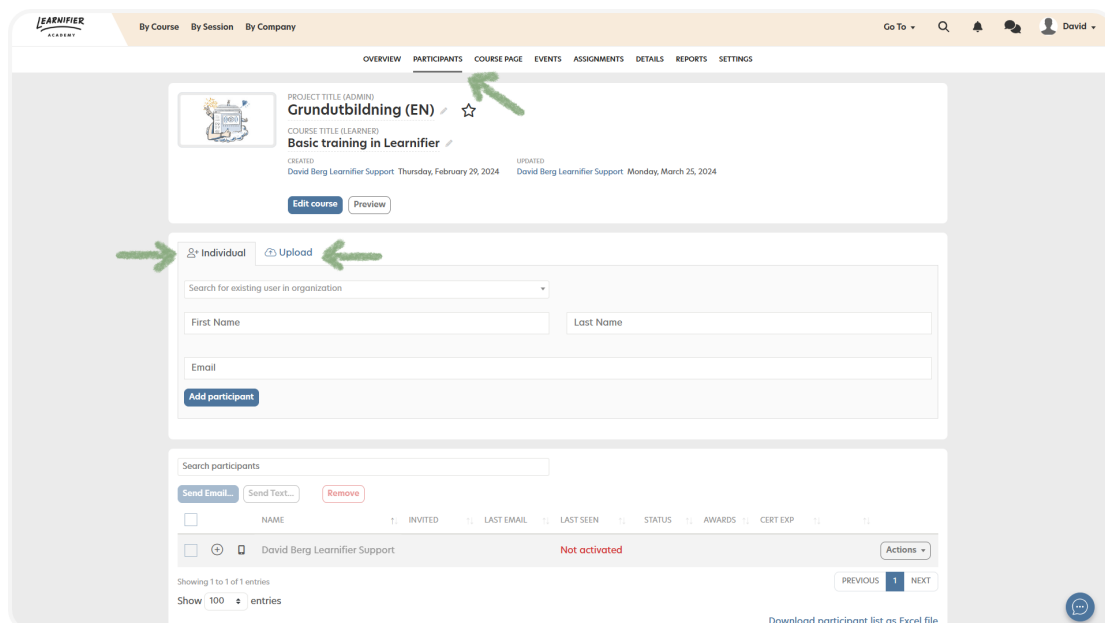 LEARNIFIER
ACADEMY
By Course By Session By Company
Go To David
OVERVIEW PARTICIPANTS COURSE PAGE EVENTS ASSIGNMENTS DETAILS REPORTS SETTINGS
PROJECT TITLE (ADMIN)
Grundutbildning (EN)
COURSE TITLE (LEARNER)
Basic training in Learnifier
CREATED UPDATED
David Berg Learnifier Support Thursday, February 29, 2024 David Berg Learnifier Support Monday, March 25, 2024
Edit course Preview
Individual Upload
Search for existing user in organization
First Name Last Name
Email
Add participant
Search participants
Send Email... Send Text... Remove
NAME INVITED LAST EMAIL LAST SEEN STATUS AWARDS CERT EXP
David Berg Learnifier Support Not activated Actions
Showing 1 to 1 of 1 entries PREVIOUS 1 NEXT
Show 100 entries
Download participant list as Excel file